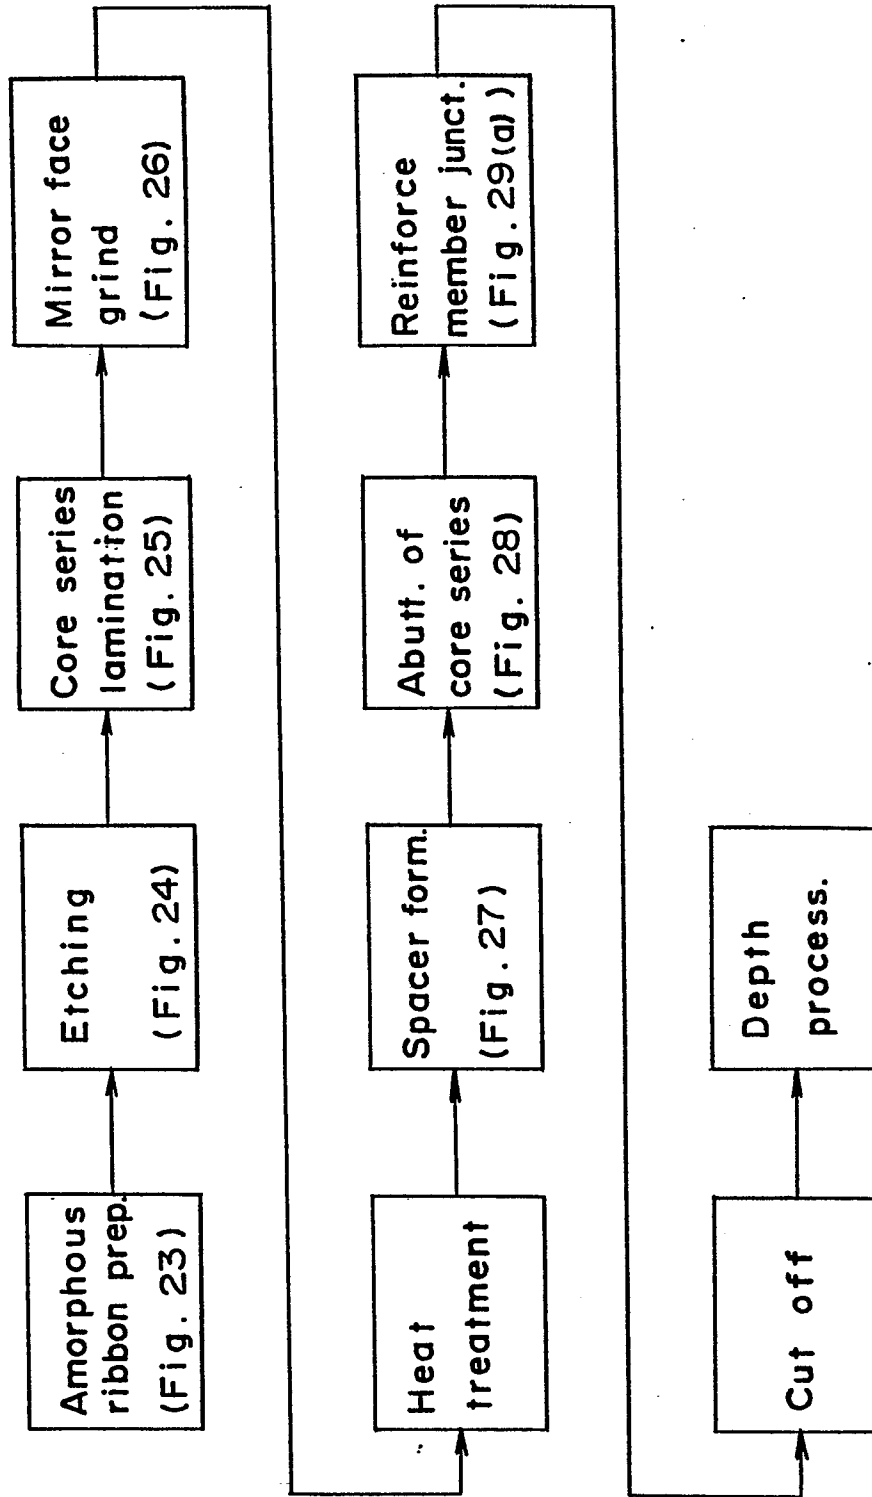 Amorphous
ribbon prep.
(Fig. 23)
Etching
(Fig. 24)
Core series
lamination
(Fig. 25)
Mirror face
grind
(Fig. 26)
Heat
treatment
Spacer form.
(Fig. 27)
Abutt. of
core series
(Fig. 28)
Reinforce
member junct.
(Fig. 29(a))
Cut off
Depth
process.